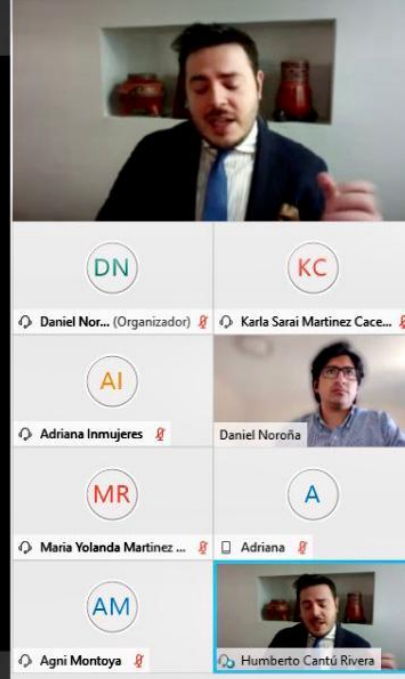 DN
KC
Daniel Nor... (Organizador)
Karla Sarai Martinez Cace...
AI
Adriana Inmujeres
Daniel Noroña
MR
A
Maria Yolanda Martinez ...
Adriana
AM
Agni Montoya
Humberto Cantú Rivera